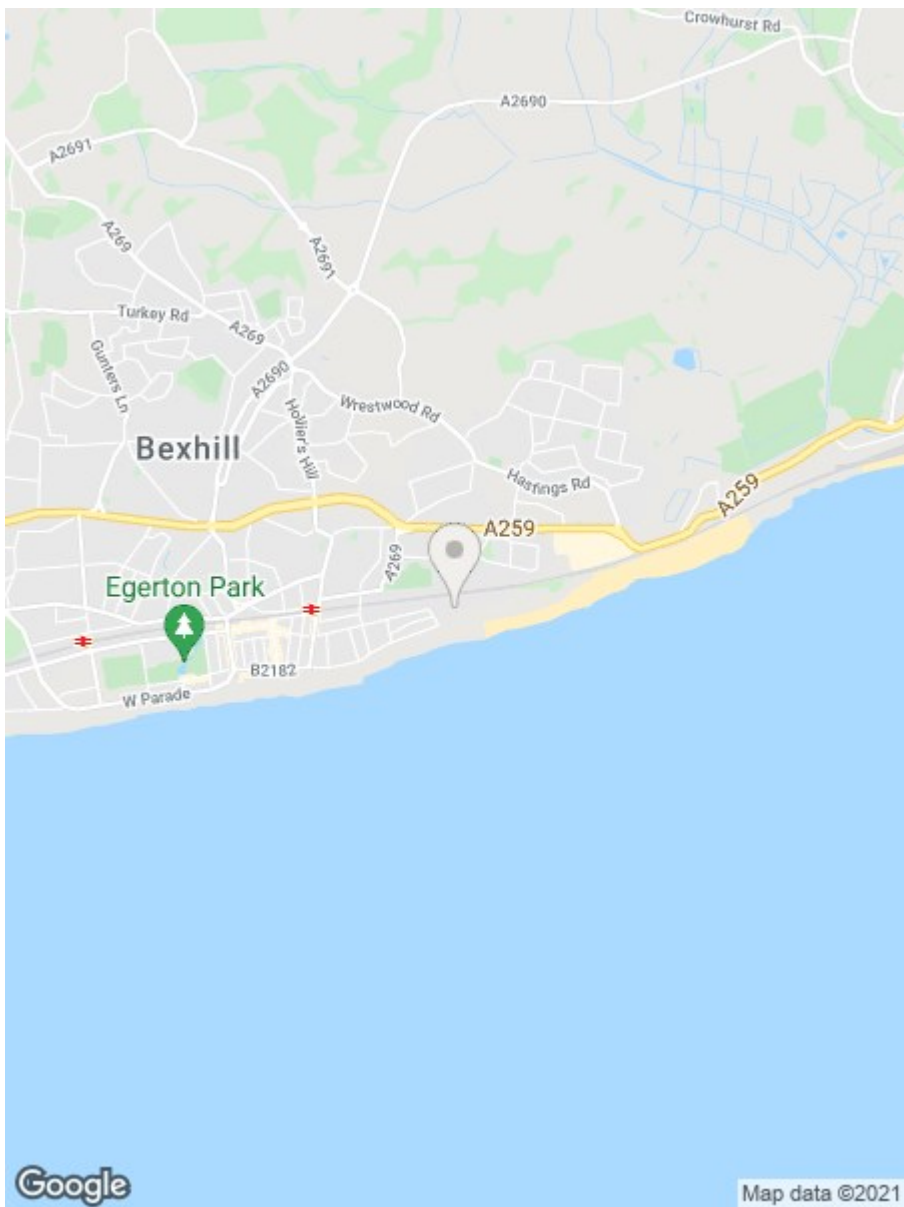 Crowhurst Rd
A2690
A2691
A269
A2691
Turkey Rd
A269
Gunters Ln
A2690
Wrestwood Rd
Hollier's Hill
Bexhill
Hastings Rd
A259
A259
A269
Egerton Park
B2182
W Parade
Google
Map data ©2021